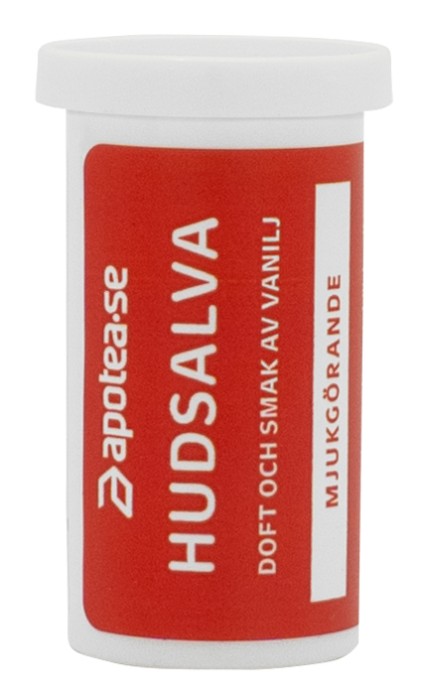 apotea.se
HUDSALVA
DOFT OCH SMAK AV VANILJ
MJUKGÖRANDE